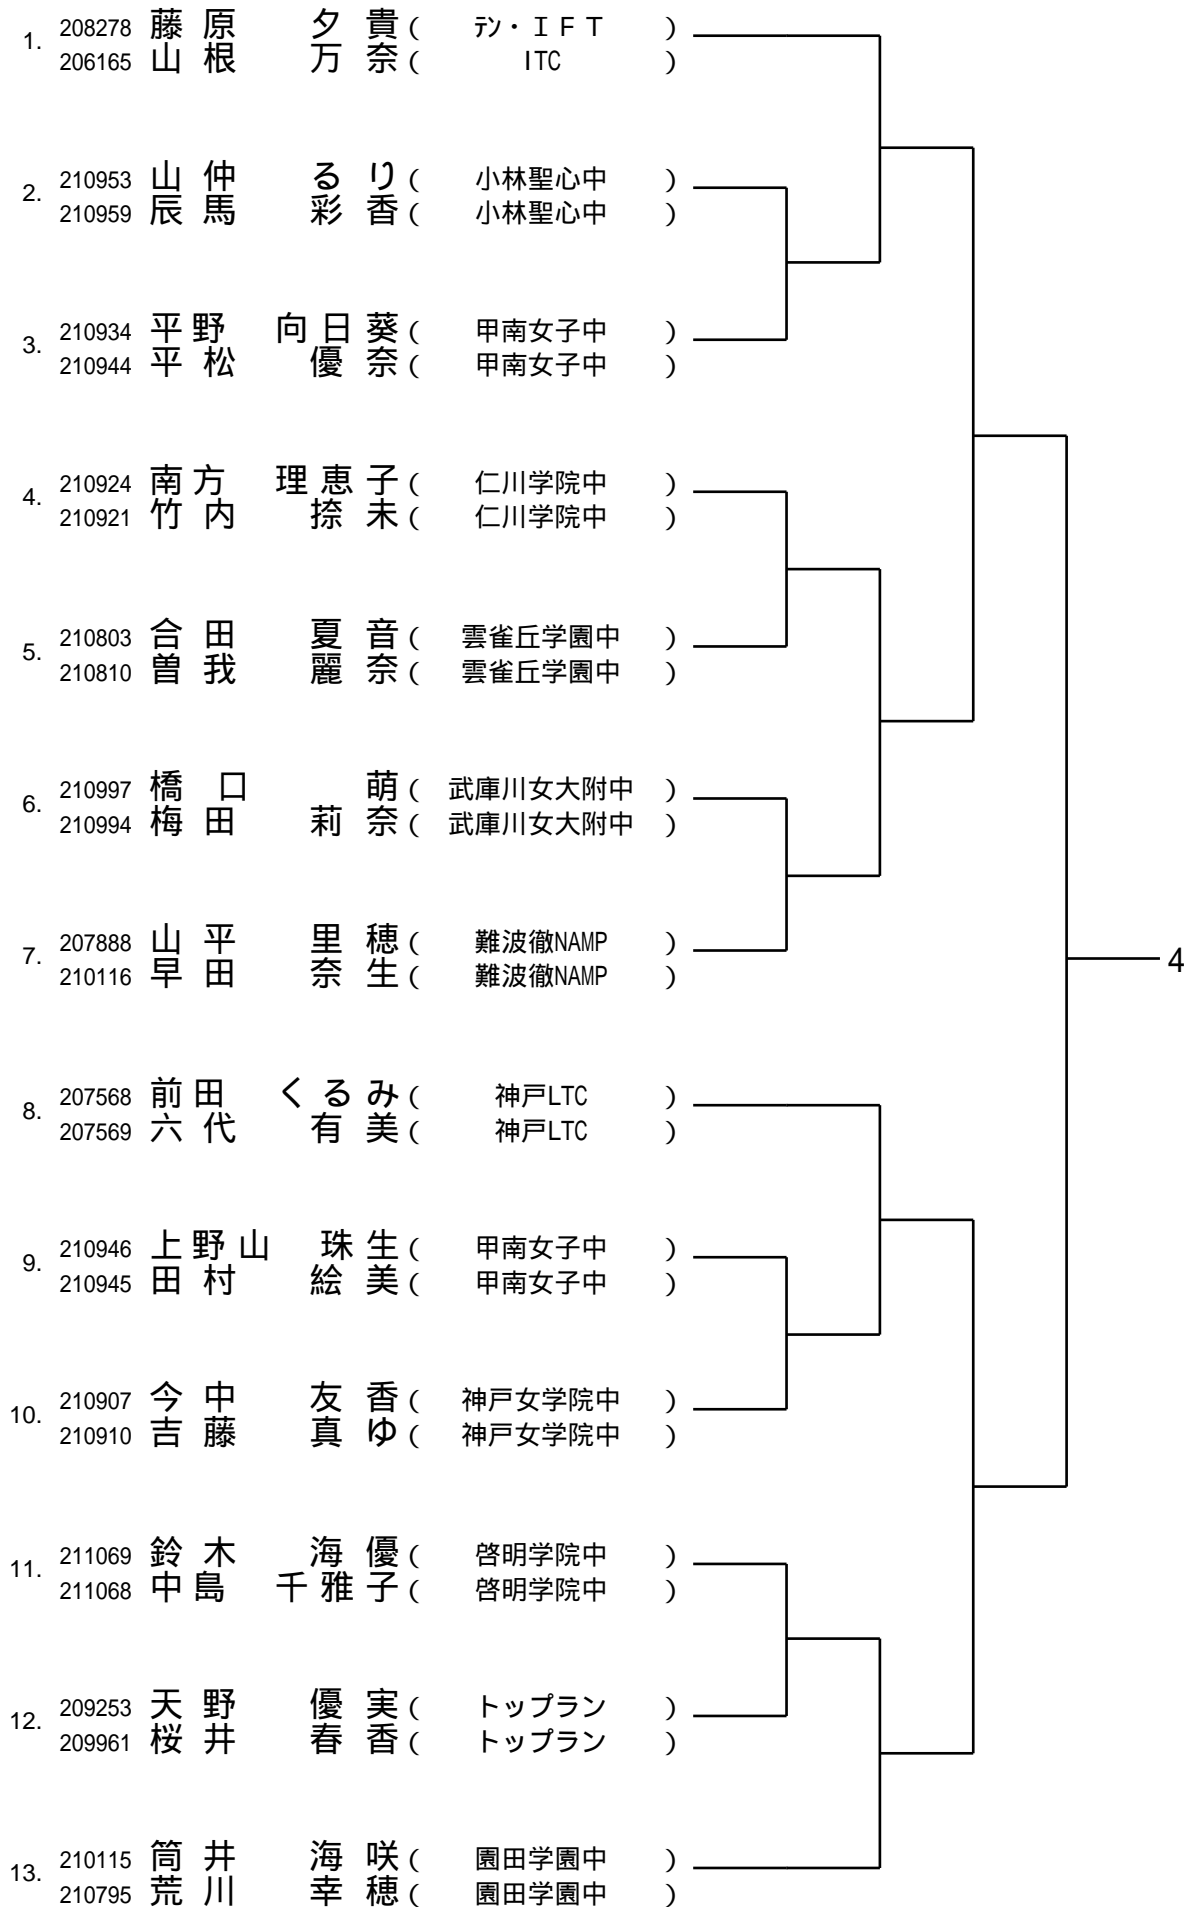 1. 208278 藤原 夕貴 ( テン・ＩＦＴ )
206165 山根 万奈 ( ITC )
2. 210953 山仲 るり ( 小林聖心中 )
210959 辰馬 彩香 ( 小林聖心中 )
3. 210934 平野 向日葵 ( 甲南女子中 )
210944 平松 優奈 ( 甲南女子中 )
4. 210924 南方 理恵子 ( 仁川学院中 )
210921 竹内 捺未 ( 仁川学院中 )
5. 210803 合田 夏音 ( 雲雀丘学園中 )
210810 曽我 麗奈 ( 雲雀丘学園中 )
6. 210997 橋口 萌 ( 武庫川女大附中 )
210994 梅田 莉奈 ( 武庫川女大附中 )
7. 207888 山平 里穂 ( 難波徹NAMP )
210116 早田 奈生 ( 難波徹NAMP )
4
8. 207568 前田 くるみ ( 神戸LTC )
207569 六代 有美 ( 神戸LTC )
9. 210946 上野山 珠生 ( 甲南女子中 )
210945 田村 絵美 ( 甲南女子中 )
10. 210907 今中 友香 ( 神戸女学院中 )
210910 吉藤 真ゆ ( 神戸女学院中 )
11. 211069 鈴木 海優 ( 啓明学院中 )
211068 中島 千雅子 ( 啓明学院中 )
12. 209253 天野 優実 ( トップラン )
209961 桜井 春香 ( トップラン )
13. 210115 筒井 海咲 ( 園田学園中 )
210795 荒川 幸穂 ( 園田学園中 )